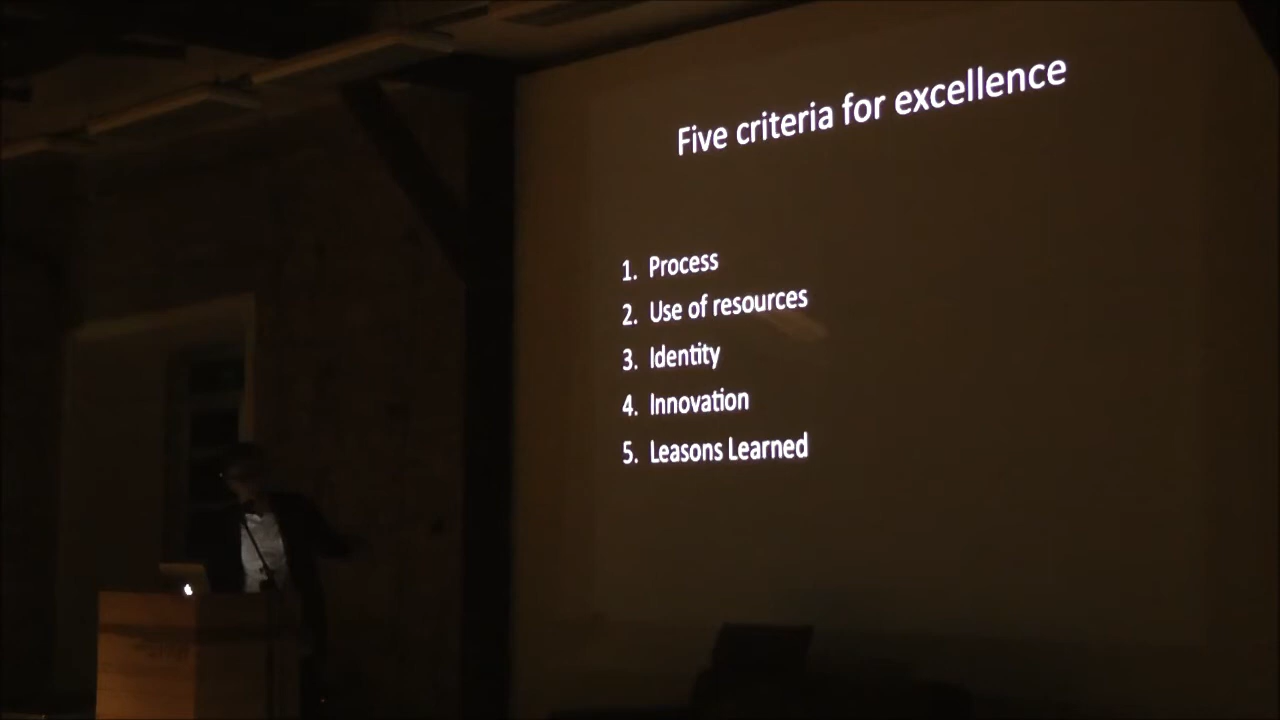 Five criteria for excellence
1. Process
2. Use of resources
3. Identity
4. Innovation
5. Leasons Learned